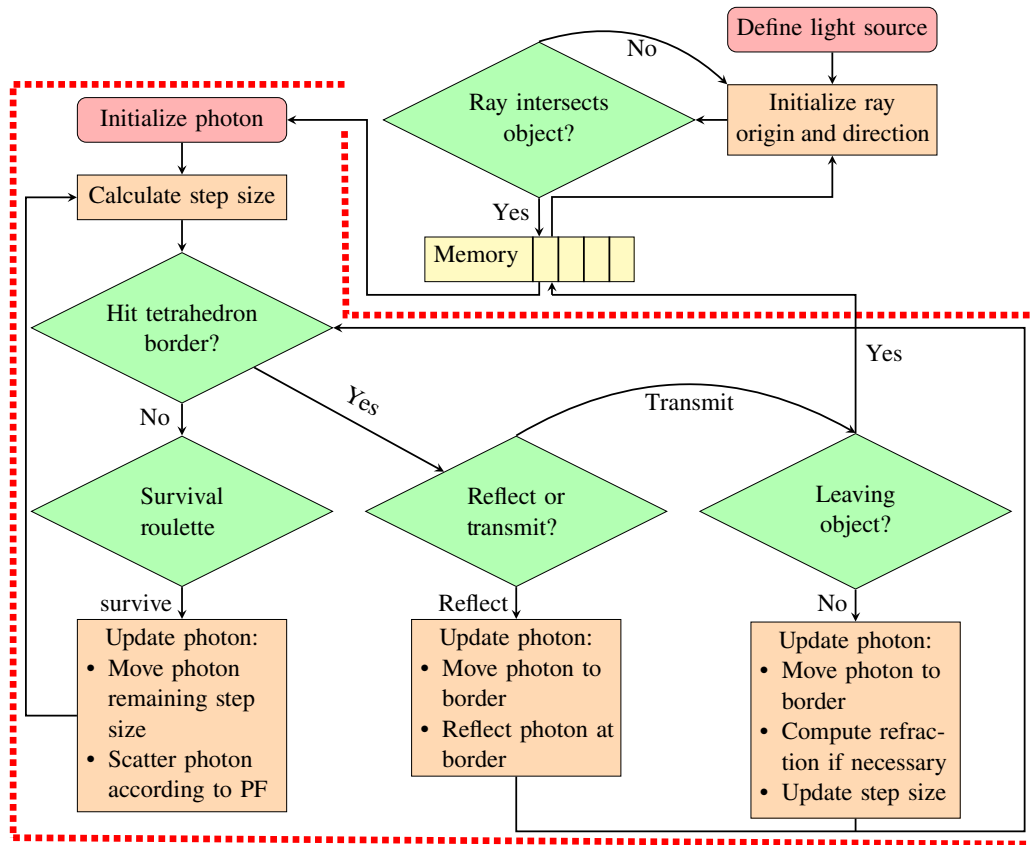 Define light source
No
Ray intersects
object?
Initialize ray
origin and direction
Initialize photon
Calculate step size
Yes
Memory
Hit tetrahedron
border?
Yes
Yes
Transmit
No
Survival
roulette
Reflect or
transmit?
Leaving
object?
survive
Reflect
No
Update photon:
• Move photon
remaining step
size
• Scatter photon
according to PF
Update photon:
• Move photon to
border
• Reflect photon at
border
Update photon:
• Move photon to
border
• Compute refrac-
tion if necessary
• Update step size